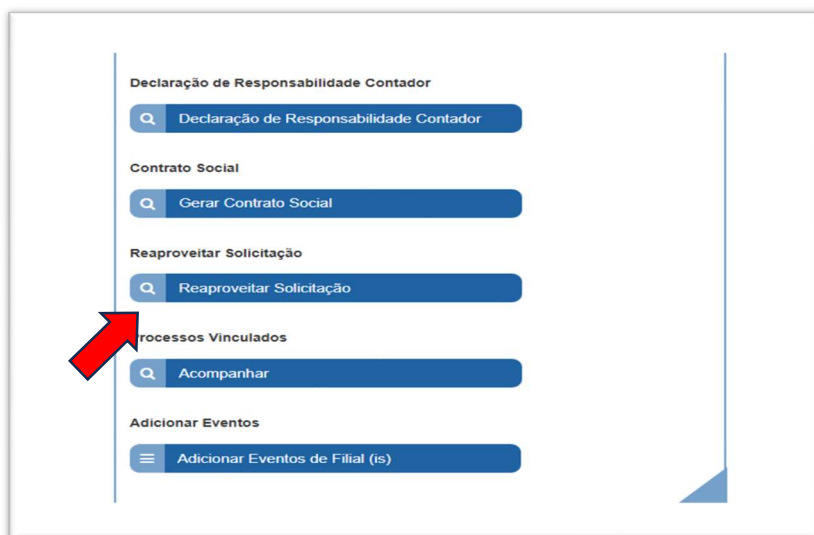 Declaração de Responsabilidade Contador
Declaração de Responsabilidade Contador
Contrato Social
Gerar Contrato Social
Reaproveitar Solicitação
Reaproveitar Solicitação
Processos Vinculados
Acompanhar
Adicionar Eventos
Adicionar Eventos de Filial (is)